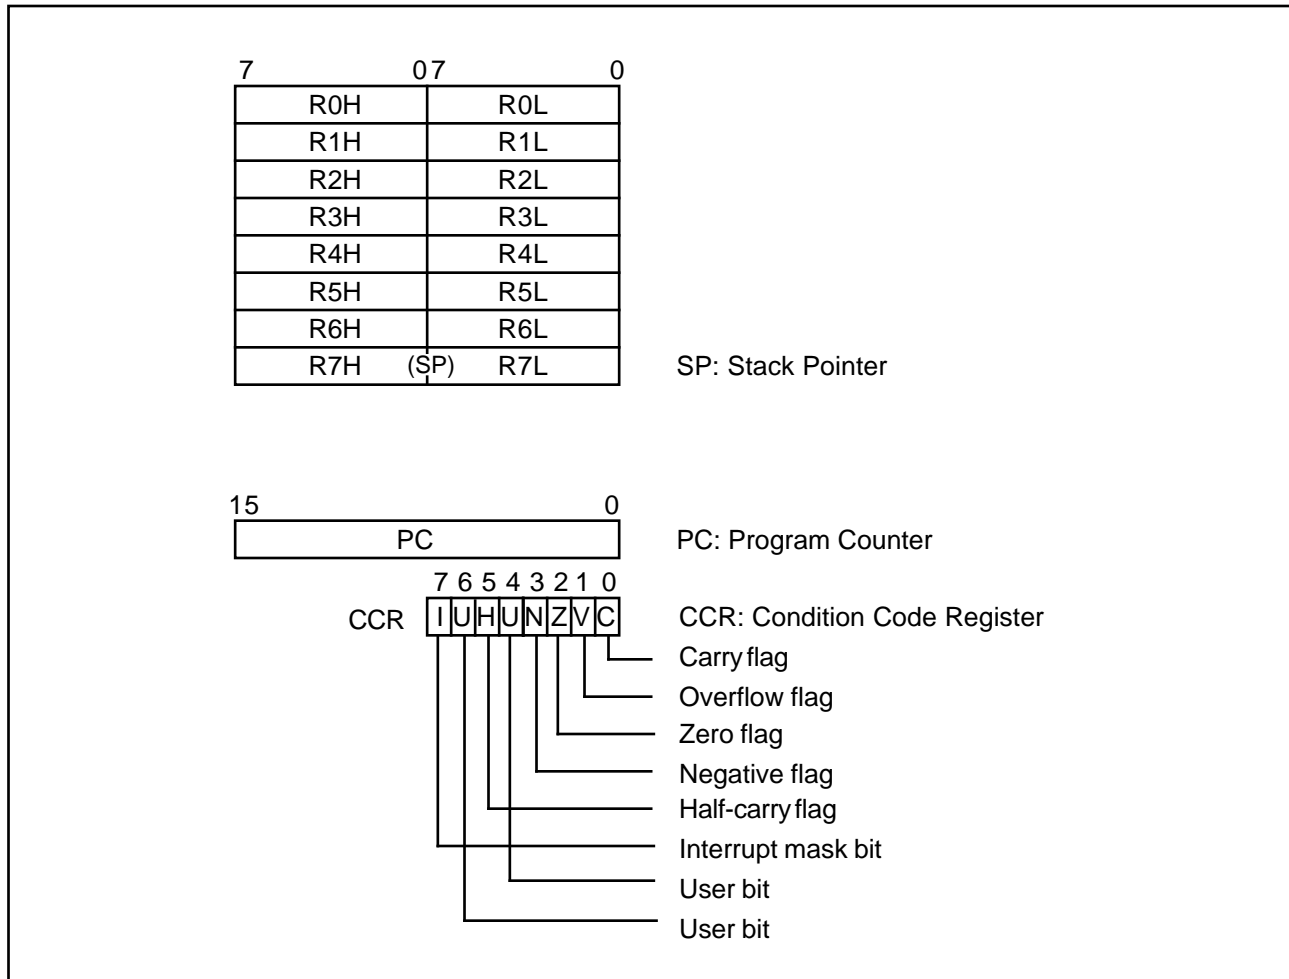 7 0 7 0
R0H R0L
R1H R1L
R2H R2L
R3H R3L
R4H R4L
R5H R5L
R6H R6L
R7H (SP) R7L SP: Stack Pointer
15 0
PC PC: Program Counter
7 6 5 4 3 2 1 0
CCR I U H U N Z V C CCR: Condition Code Register
Carry flag
Overflow flag
Zero flag
Negative flag
Half-carry flag
Interrupt mask bit
User bit
User bit